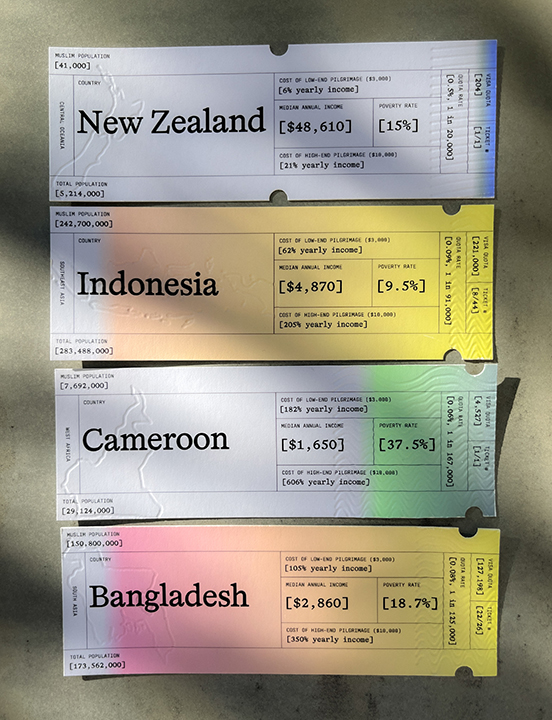 MUSLIM POPULATION
[41,000]
COUNTRY
CENTRAL OCEANIA
New Zealand
TOTAL POPULATION
[5,214,000]
COST OF LOW-END PILGRIMAGE ($3,000)
[6% yearly income]
MEDIAN ANNUAL INCOME
[$48,610]
POVERTY RATE
[15%]
COST OF HIGH-END PILGRIMAGE ($10,000)
[21% yearly income]
QUOTA RATE
[0.5%, 1 in 20,000]
VISA QUOTA
[204]
TICKET #
[1/1]
MUSLIM POPULATION
[242,700,000]
COUNTRY
SOUTHEAST ASIA
Indonesia
TOTAL POPULATION
[283,488,000]
COST OF LOW-END PILGRIMAGE ($3,000)
[62% yearly income]
MEDIAN ANNUAL INCOME
[$4,870]
POVERTY RATE
[9.5%]
COST OF HIGH-END PILGRIMAGE ($10,000)
[205% yearly income]
QUOTA RATE
[0.09%, 1 in 91,000]
VISA QUOTA
[221,000]
TICKET #
[8/44]
MUSLIM POPULATION
[7,692,000]
COUNTRY
WEST AFRICA
Cameroon
TOTAL POPULATION
[29,124,000]
COST OF LOW-END PILGRIMAGE ($3,000)
[182% yearly income]
MEDIAN ANNUAL INCOME
[$1,650]
POVERTY RATE
[37.5%]
COST OF HIGH-END PILGRIMAGE ($10,000)
[606% yearly income]
QUOTA RATE
[0.06%, 1 in 167,000]
VISA QUOTA
[4,527]
TICKET #
[1/1]
MUSLIM POPULATION
[159,800,000]
COUNTRY
SOUTH ASIA
Bangladesh
TOTAL POPULATION
[173,562,000]
COST OF LOW-END PILGRIMAGE ($3,000)
[105% yearly income]
MEDIAN ANNUAL INCOME
[$2,860]
POVERTY RATE
[18.7%]
COST OF HIGH-END PILGRIMAGE ($10,000)
[350% yearly income]
QUOTA RATE
[0.08%, 1 in 125,000]
VISA QUOTA
[127,198]
TICKET #
[22/26]